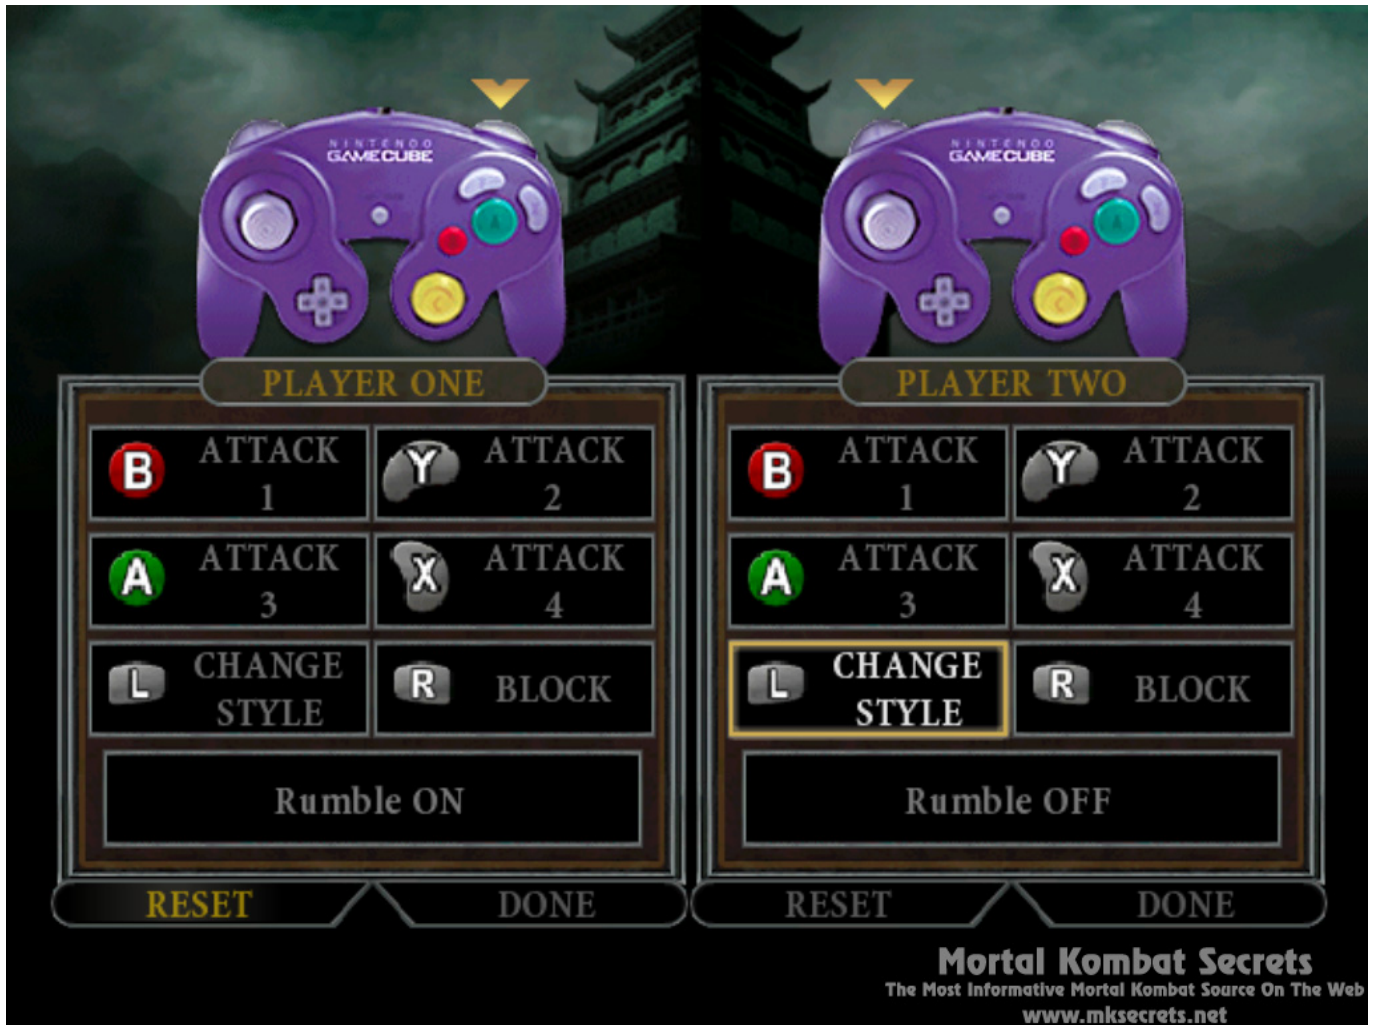 NINTENDO
GAMECUBE
NINTENDO
GAMECUBE
A
C
A
C
PLAYER ONE
B ATTACK
1
Y ATTACK
2
A ATTACK
3
X ATTACK
4
L CHANGE
STYLE
R BLOCK
Rumble ON
RESET
DONE
PLAYER TWO
B ATTACK
1
Y ATTACK
2
A ATTACK
3
X ATTACK
4
L CHANGE
STYLE
R BLOCK
Rumble OFF
RESET
DONE
Mortal Kombat Secrets
The Most Informative Mortal Kombat Source On The Web
www.mksecrets.net